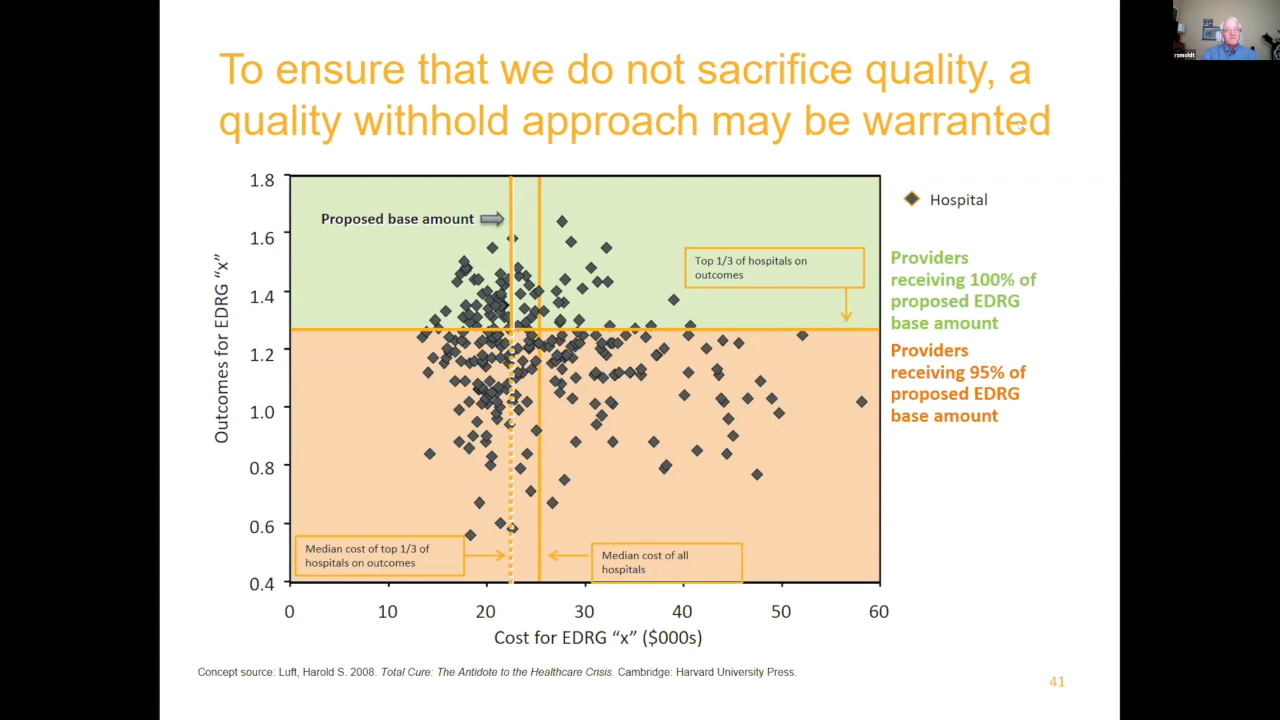 To ensure that we do not sacrifice quality, a
quality withhold approach may be warranted
ramoldt
1.8
1.6
1.4
1.2
1.0
0.8
0.6
0.4
Outcomes for EDRG “x”
Proposed base amount
Top 1/3 of hospitals on
outcomes
Median cost of top 1/3 of
hospitals on outcomes
Median cost of all
hospitals
0
10
20
30
40
50
60
Cost for EDRG “x” ($000s)
Hospital
Providers
receiving 100% of
proposed EDRG
base amount
Providers
receiving 95% of
proposed EDRG
base amount
Concept source: Luft, Harold S. 2008. Total Cure: The Antidote to the Healthcare Crisis. Cambridge: Harvard University Press.
41